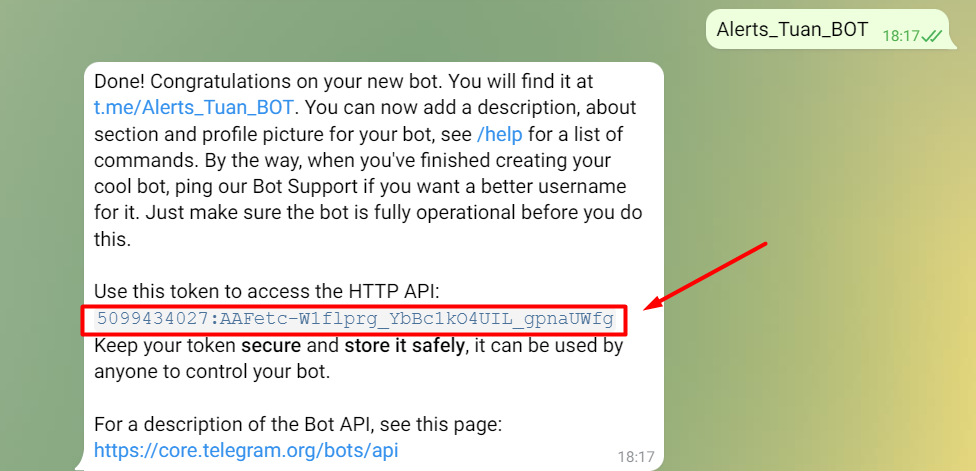 Alerts_Tuan_BOT 18:17
Done! Congratulations on your new bot. You will find it at
t.me/Alerts_Tuan_BOT. You can now add a description, about
section and profile picture for your bot, see /help for a list of
commands. By the way, when you've finished creating your
cool bot, ping our Bot Support if you want a better username
for it. Just make sure the bot is fully operational before you do
this.
Use this token to access the HTTP API:
5099434027:AAFetc-W1flprg_YbBc1kO4UIL_gpnaUWfg
Keep your token secure and store it safely, it can be used by
anyone to control your bot.
For a description of the Bot API, see this page:
https://core.telegram.org/bots/api
18:17